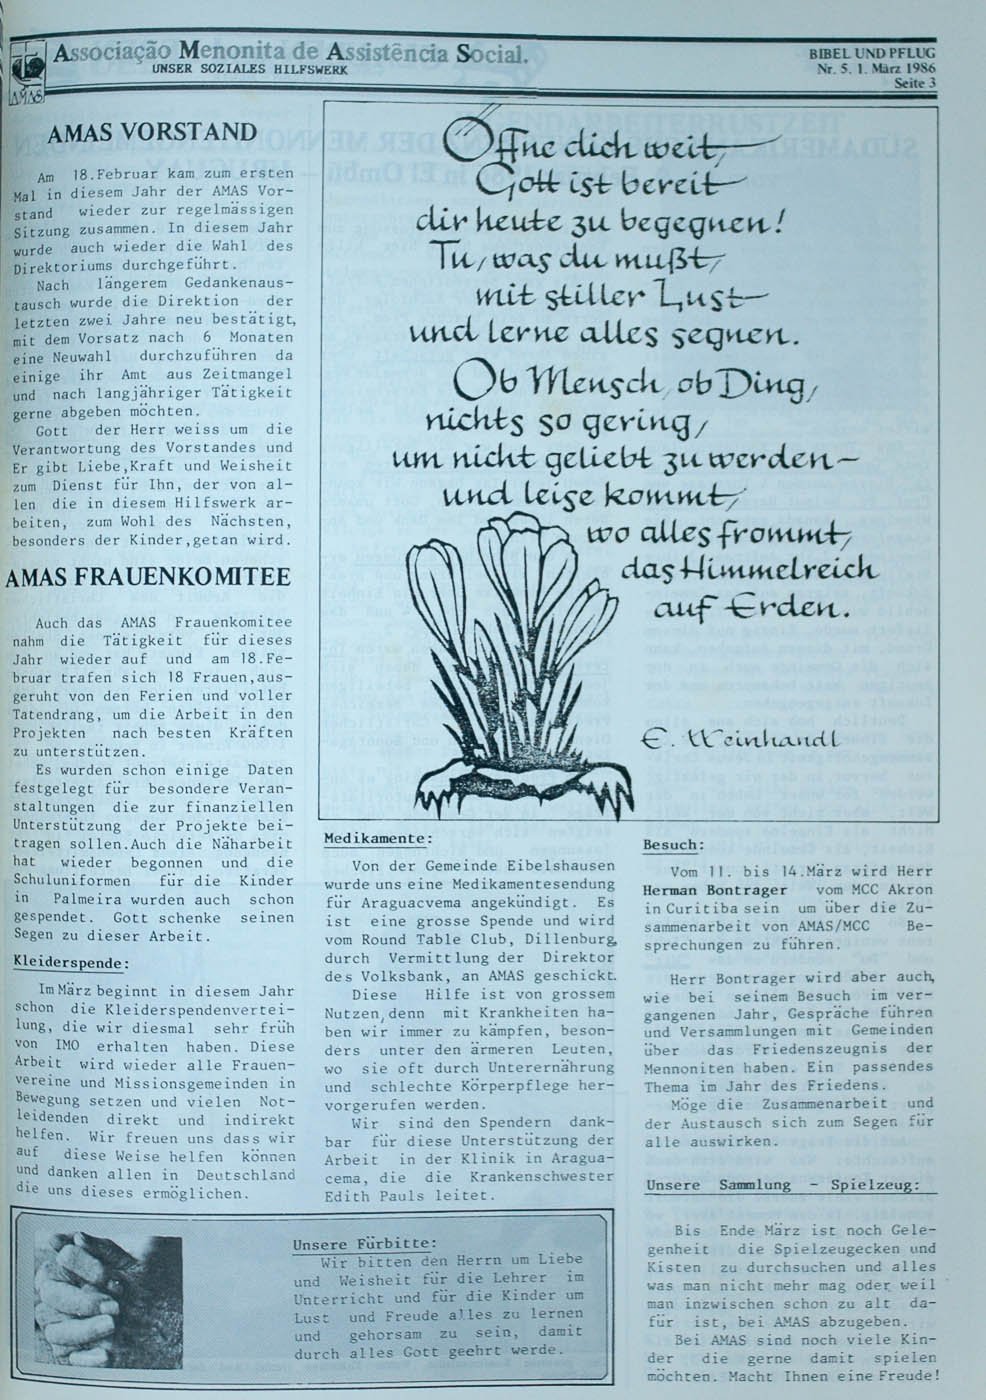 Associação Menonita de Assistência Social.
UNSER SOZIALES HILFSWERK
AMAS
BIBEL UND PFLUG
Nr. 5. 1. März 1986
Seite 3
AMAS VORSTAND
Am 18.Februar kam zum ersten
Mal in diesem Jahr der AMAS Vor-
stand wieder zur regelmässigen
Sitzung zusammen. In diesem Jahr
wurde auch wieder die Wahl des
Direktoriums durchgeführt.
Nach längerem Gedankenaus-
tausch wurde die Direktion der
letzten zwei Jahre neu bestätigt,
mit dem Vorsatz nach 6 Monaten
eine Neuwahl durchzuführen da
einige ihr Amt aus Zeitmangel
und nach langjähriger Tätigkeit
gerne abgeben möchten.
Gott der Herr weiss um die
Verantwortung des Vorstandes und
Er gibt Liebe,Kraft und Weisheit
zum Dienst für Ihn, der von al-
len die in diesem Hilfswerk ar-
beiten, zum Wohl des Nächsten,
besonders der Kinder,getan wird.
AMAS FRAUENKOMITEE
Auch das AMAS Frauenkomitee
nahm die Tätigkeit für dieses
Jahr wieder auf und am 18.Fe-
bruar trafen sich 18 Frauen,aus-
geruht von den Ferien und voller
Tatendrang, um die Arbeit in den
Projekten nach besten Kräften
zu unterstützen.
Es wurden schon einige Daten
festgelegt für besondere Veran-
staltungen die zur finanziellen
Unterstützung der Projekte bei-
tragen sollen.Auch die Näharbeit
hat wieder begonnen und die
Schuluniformen für die Kinder
in Palmeira wurden auch schon
gespendet. Gott schenke seinen
Segen zu dieser Arbeit.
Kleiderspende:
Im März beginnt in diesem Jahr
schon die Kleiderspendenvertei-
lung, die wir diesmal sehr früh
von IMO erhalten haben. Diese
Arbeit wird wieder alle Frauen-
vereine und Missionsgemeinden in
Bewegung setzen und vielen Not-
leidenden direkt und indirekt
helfen. Wir freuen uns dass wir
auf diese Weise helfen können
und danken allen in Deutschland
die uns dieses ermöglichen.
Öffne dich weit,
Gott ist bereit
dir heute zu begegnen!
Tu, was du mußt,
mit stiller Lust
und lerne alles segnen.
Ob Mensch, ob Ding,
nichts so gering,
um nicht geliebt zu werden –
und leise kommt,
wo alles frommt,
das Himmelreich
auf Erden.
E. Weinhandl
Medikamente:
Von der Gemeinde Eibelshausen
wurde uns eine Medikamentesendung
für Araguacvema angekündigt. Es
ist eine grosse Spende und wird
vom Round Table Club, Dillenburg,
durch Vermittlung der Direktor
des Volksbank, an AMAS geschickt.
Diese Hilfe ist von grossem
Nutzen,denn mit Krankheiten ha-
ben wir immer zu kämpfen, beson-
ders unter den ärmeren Leuten,
wo sie oft durch Unterernährung
und schlechte Körperpflege her-
vorgerufen werden.
Wir sind den Spendern dank-
bar für diese Unterstützung der
Arbeit in der Klinik in Aragua-
cema, die die Krankenschwester
Edith Pauls leitet.
Besuch:
Vom 11. bis 14.März wird Herr
Herman Bontrager vom MCC Akron
in Curitiba sein um über die Zu-
sammenarbeit von AMAS/MCC Be-
sprechungen zu führen.
Herr Bontrager wird aber auch,
wie bei seinem Besuch im ver-
gangenen Jahr, Gespräche führen
und Versammlungen mit Gemeinden
über das Friedenszeugnis der
Mennoniten haben. Ein passendes
Thema im Jahr des Friedens.
Möge die Zusammenarbeit und
der Austausch sich zum Segen für
alle auswirken.
Unsere Sammlung – Spielzeug:
Bis Ende März ist noch Gele-
genheit die Spielzeugecken und
Kisten zu durchsuchen und alles
was man nicht mehr mag oder weil
man inzwischen schon zu alt da-
für ist, bei AMAS abzugeben.
Bei AMAS sind noch viele Kin-
der die gerne damit spielen
möchten. Macht Ihnen eine Freude!
Unsere Fürbitte:
Wir bitten den Herrn um Liebe
und Weisheit für die Lehrer im
Unterricht und für die Kinder um
Lust und Freude alles zu lernen
und gehorsam zu sein, damit
durch alles Gott geehrt werde.